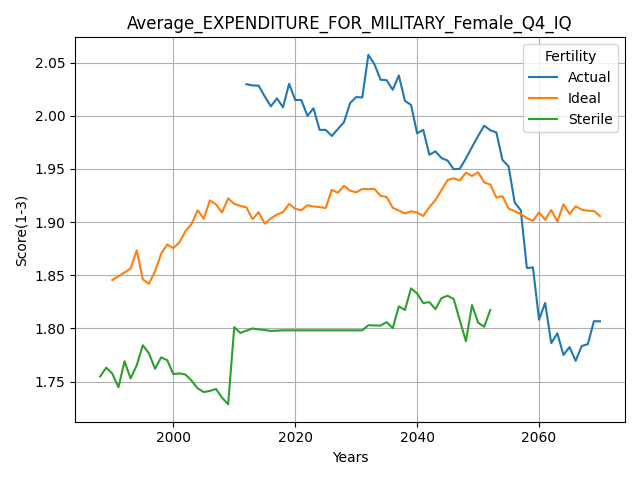 Average_EXPENDITURE_FOR_MILITARY_Female_Q4_IQ
Fertility
Actual
Ideal
Sterile
Score(1-3)
2.05
2.00
1.95
1.90
1.85
1.80
1.75
2000 2020 2040 2060
Years